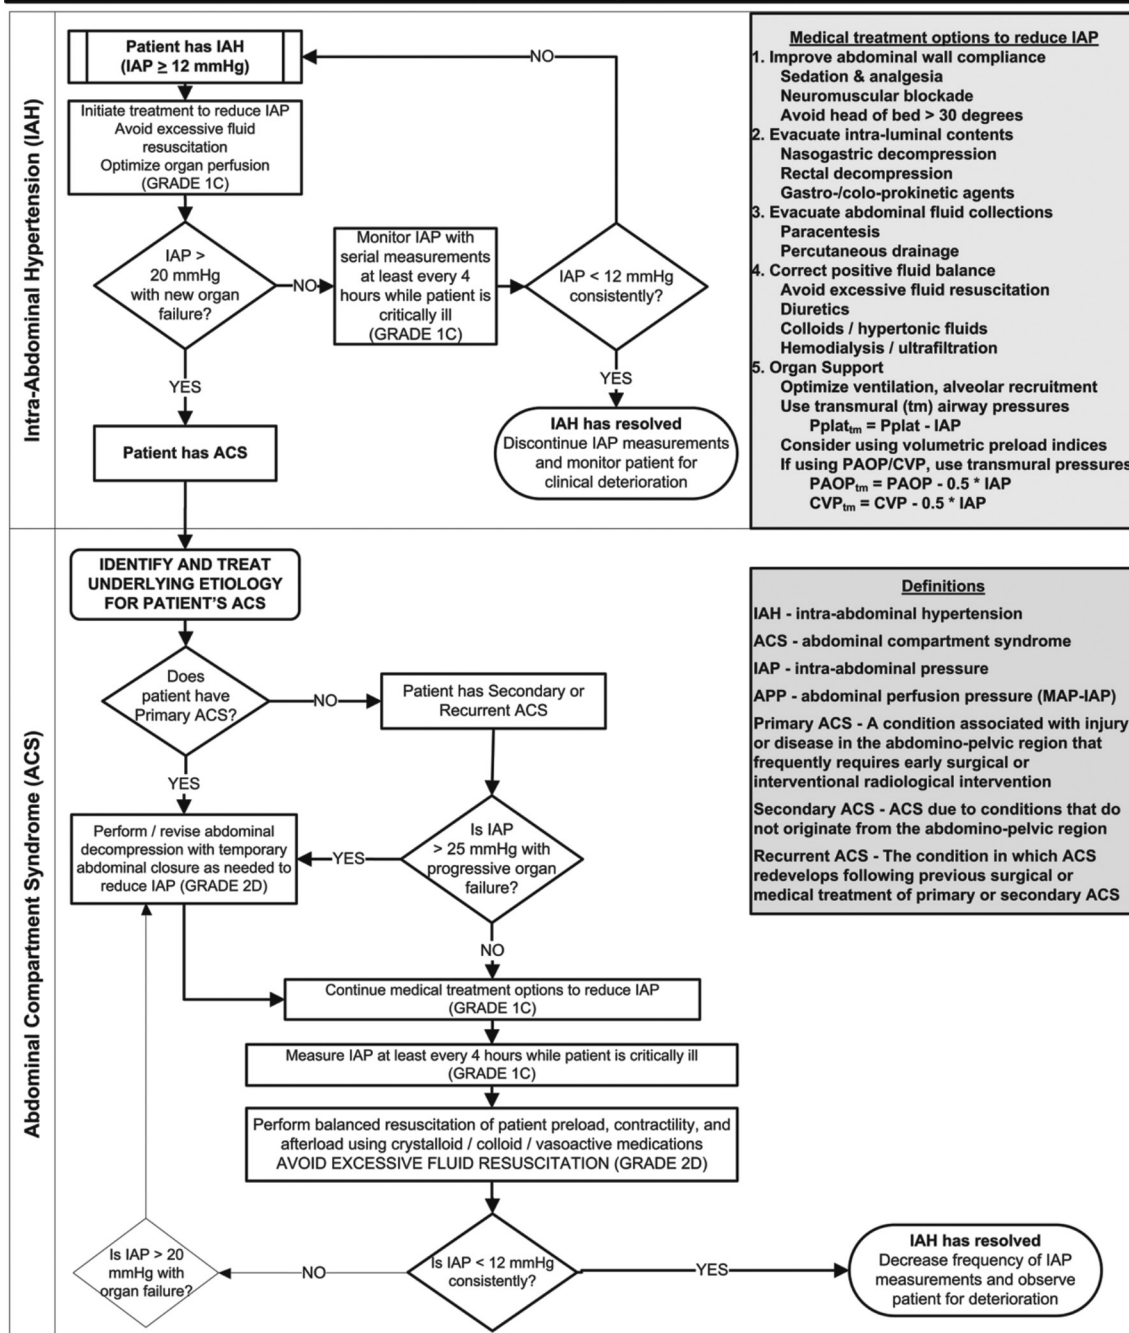 Intra-Abdominal Hypertension (IAH)
Patient has IAH
(IAP ≥ 12 mmHg)
Initiate treatment to reduce IAP
Avoid excessive fluid
resuscitation
Optimize organ perfusion
(GRADE 1C)
IAP >
20 mmHg
with new organ
failure?
NO
Monitor IAP with
serial measurements
at least every 4
hours while patient is
critically ill
(GRADE 1C)
IAP < 12 mmHg
consistently?
NO
YES
IAH has resolved
Discontinue IAP measurements
and monitor patient for
clinical deterioration
YES
Patient has ACS
Medical treatment options to reduce IAP
1. Improve abdominal wall compliance
Sedation & analgesia
Neuromuscular blockade
Avoid head of bed > 30 degrees
2. Evacuate intra-luminal contents
Nasogastric decompression
Rectal decompression
Gastro-/colo-prokinetic agents
3. Evacuate abdominal fluid collections
Paracentesis
Percutaneous drainage
4. Correct positive fluid balance
Avoid excessive fluid resuscitation
Diuretics
Colloids / hypertonic fluids
Hemodialysis / ultrafiltration
5. Organ Support
Optimize ventilation, alveolar recruitment
Use transmural (tm) airway pressures
Pplattm = Pplat - IAP
Consider using volumetric preload indices
If using PAOP/CVP, use transmural pressures
PAOPtm = PAOP - 0.5 * IAP
CVPtm = CVP - 0.5 * IAP
Abdominal Compartment Syndrome (ACS)
IDENTIFY AND TREAT
UNDERLYING ETIOLOGY
FOR PATIENT'S ACS
Does
patient have
Primary ACS?
NO
Patient has Secondary or
Recurrent ACS
YES
Perform / revise abdominal
decompression with temporary
abdominal closure as needed to
reduce IAP (GRADE 2D)
YES
Is IAP
> 25 mmHg with
progressive organ
failure?
NO
Continue medical treatment options to reduce IAP
(GRADE 1C)
Measure IAP at least every 4 hours while patient is critically ill
(GRADE 1C)
Perform balanced resuscitation of patient preload, contractility, and
afterload using crystalloid / colloid / vasoactive medications
AVOID EXCESSIVE FLUID RESUSCITATION (GRADE 2D)
Is IAP > 20
mmHg with
organ failure?
NO
Is IAP < 12 mmHg
consistently?
YES
IAH has resolved
Decrease frequency of IAP
measurements and observe
patient for deterioration
Definitions
IAH - intra-abdominal hypertension
ACS - abdominal compartment syndrome
IAP - intra-abdominal pressure
APP - abdominal perfusion pressure (MAP-IAP)
Primary ACS - A condition associated with injury
or disease in the abdomino-pelvic region that
frequently requires early surgical or
interventional radiological intervention
Secondary ACS - ACS due to conditions that do
not originate from the abdomino-pelvic region
Recurrent ACS - The condition in which ACS
redevelops following previous surgical or
medical treatment of primary or secondary ACS